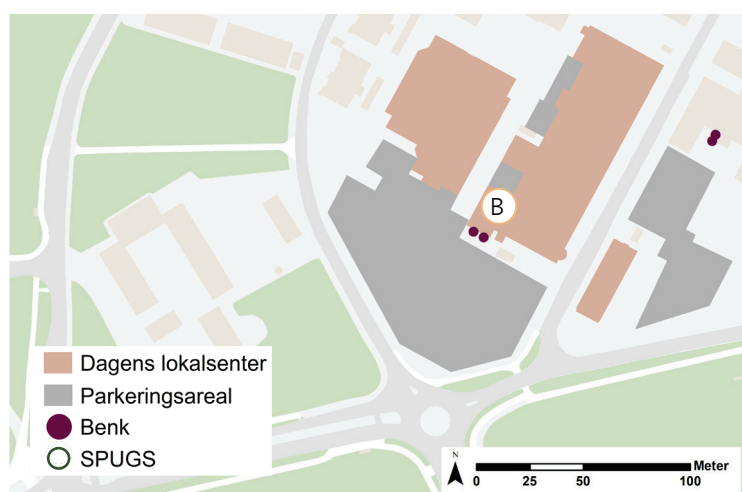 B
Dagens lokalsenter
Parkeringsareal
Benk
SPUGS
N
Meter
0 25 50 100